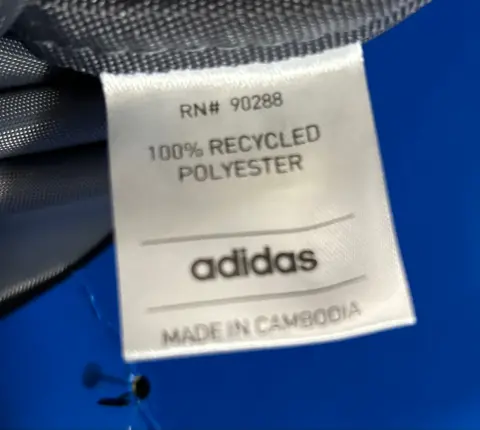 RN# 90288
100% RECYCLED
POLYESTER
adidas
MADE IN CAMBODIA